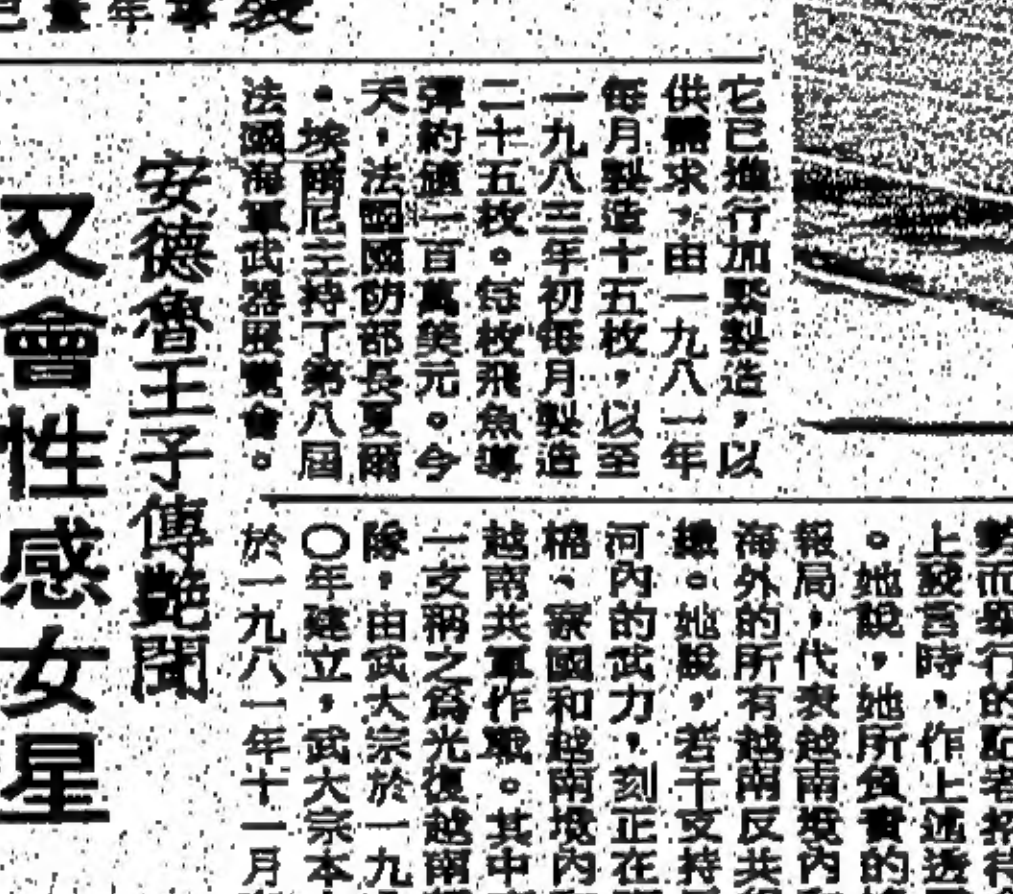 它已進行加緊製造，以
供需求，由一九八一年
每月製造十五枚，以至
一九八三年初每月製造
二十五枚。每枚飛魚導
彈約值一百萬美元。今
天，法國國防部長夏爾
•埃爾尼主持了第八屆
法國海軍武器展覽會。
上發言時，作上述透
。她說，她所負責的
報局，代表越南境內
海外的所有越南反共
。她說，若干支持
河內的武力，刻正在
寮國和越南境內
越南共軍作戰。其中
一支稱之為光復越南
隊，由武大宗於一九
〇年建立，武大宗本
於一九八一年十一月
安德魯王子傳艷聞
又會性感女星